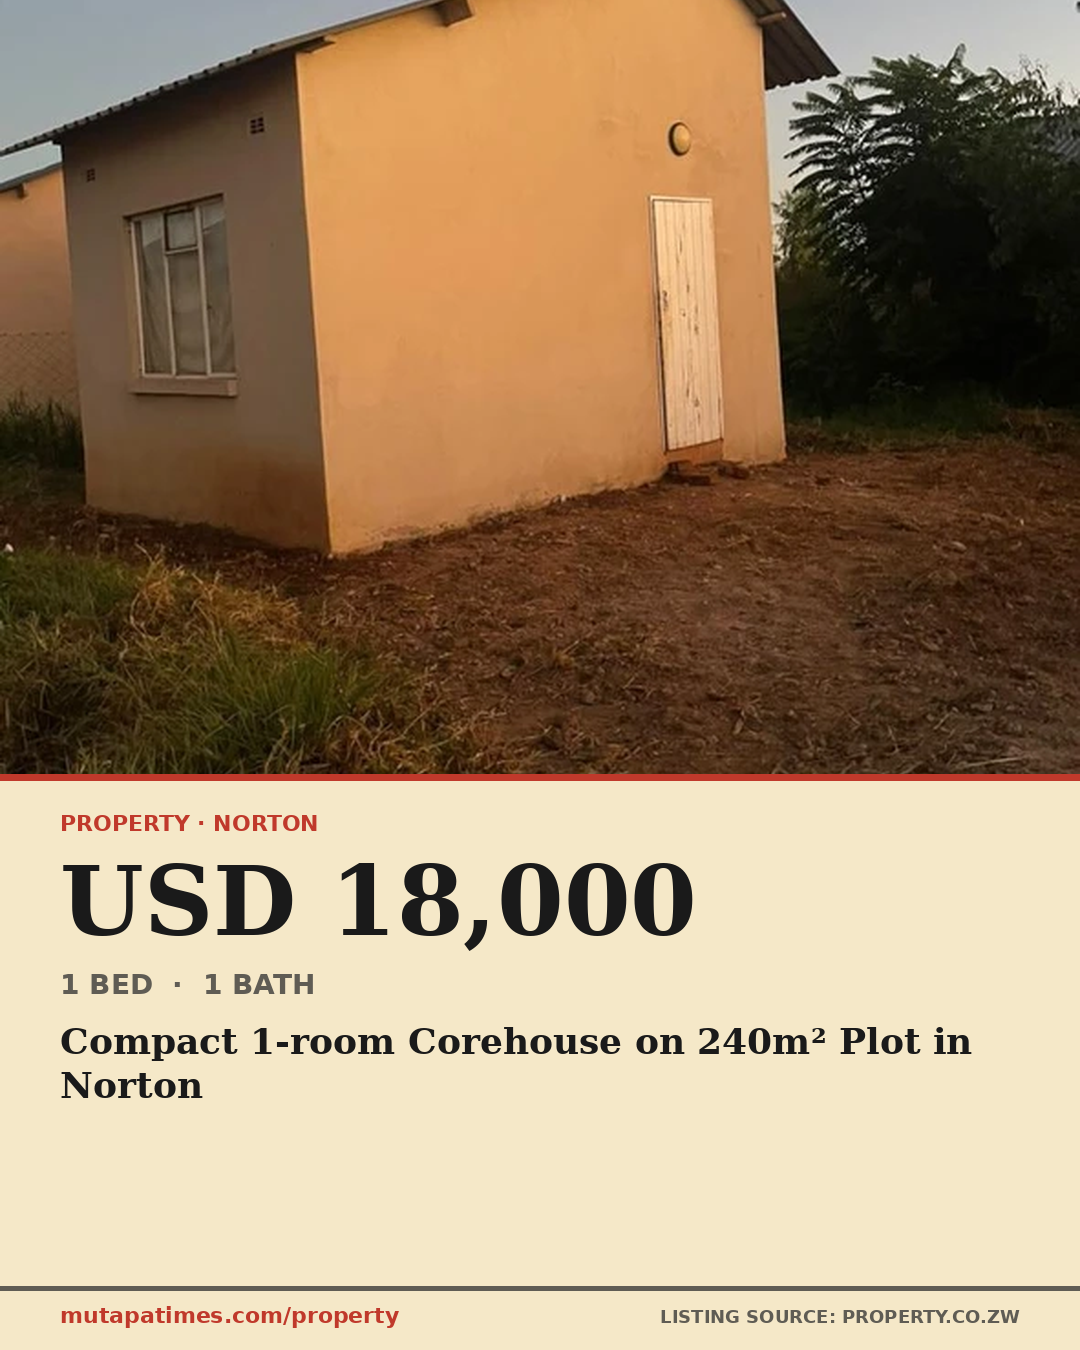 PROPERTY · NORTON
USD 18,000
1 BED · 1 BATH
Compact 1-room Corehouse on 240m² Plot in
Norton
mutapatimes.com/property
LISTING SOURCE: PROPERTY.CO.ZW